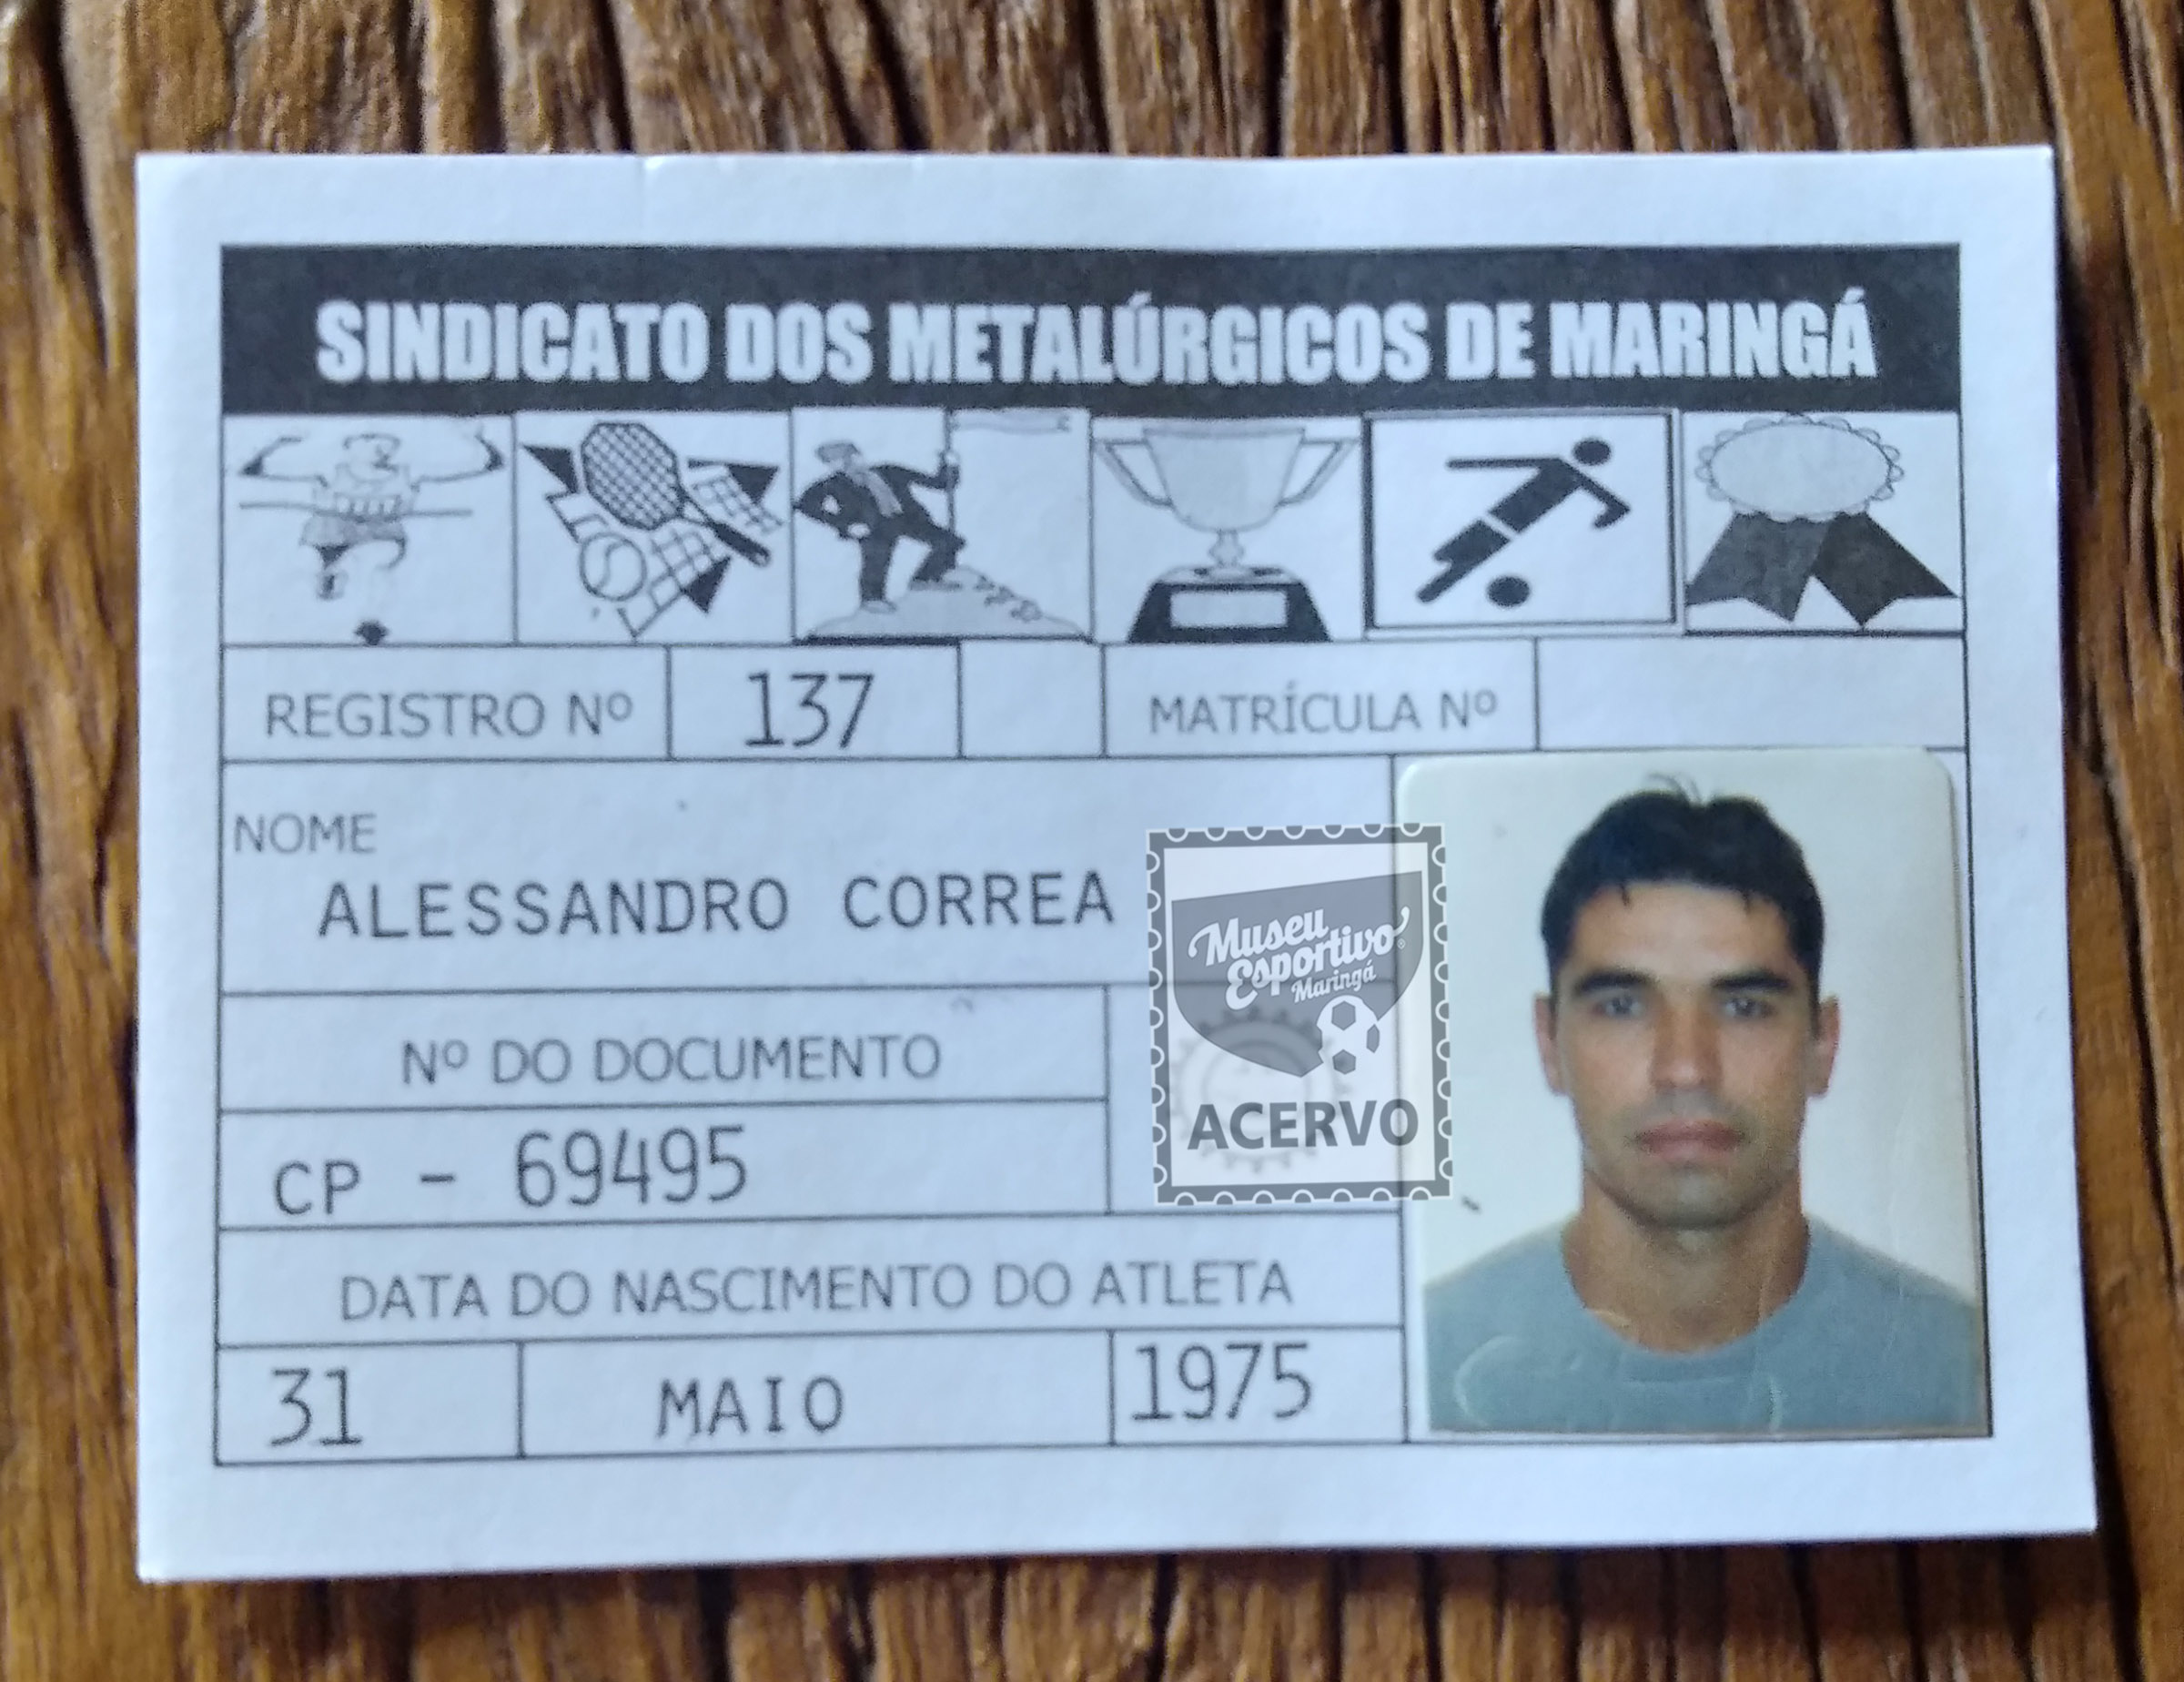 SINDICATO DOS METALÚRGICOS DE MARINGÁ
REGISTRO Nº 137 MATRÍCULA Nº
NOME
ALESSANDRO CORREA
Museu
Esportivo®
Maringá
ACERVO
Nº DO DOCUMENTO
CP - 69495
DATA DO NASCIMENTO DO ATLETA
31 MAIO 1975